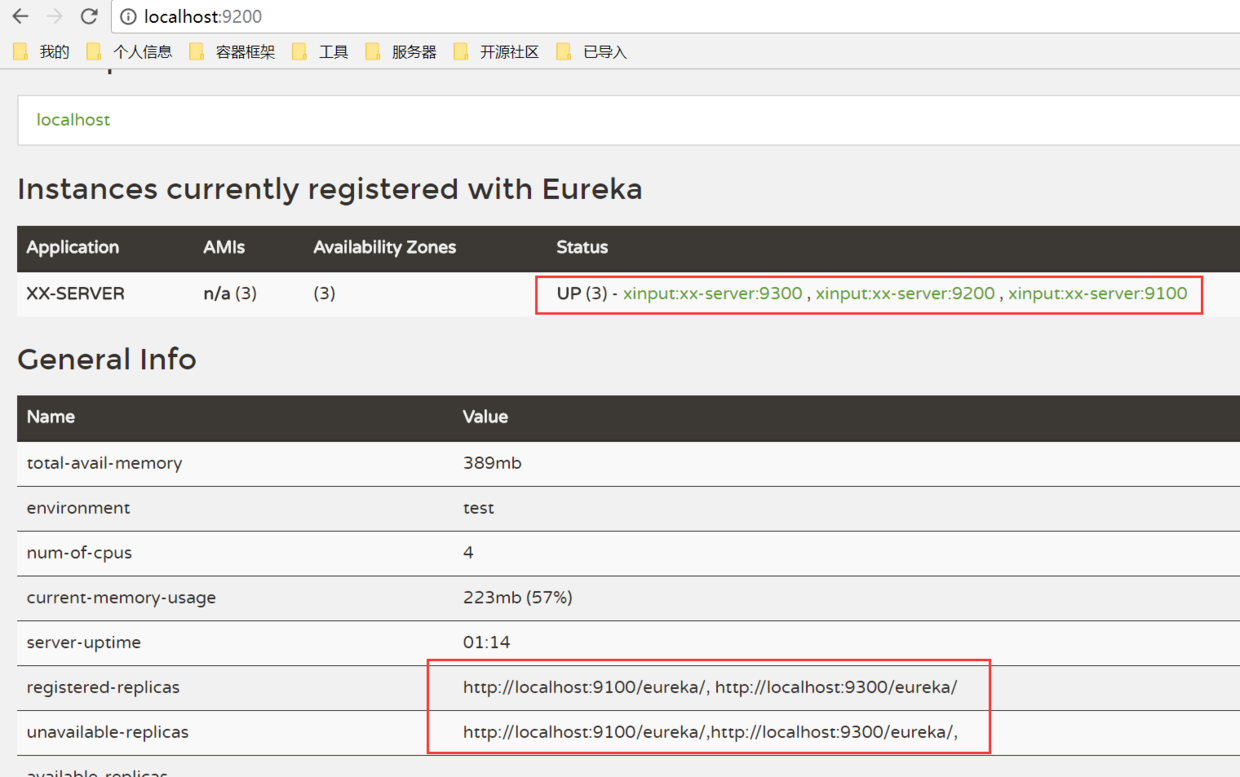 localhost:9200
我的 个人信息 容器框架 工具 服务器 开源社区 已导入
localhost
Instances currently registered with Eureka
Application AMIs Availability Zones Status
XX-SERVER n/a (3) (3) UP (3) - xinput:xx-server:9300 , xinput:xx-server:9200 , xinput:xx-server:9100
General Info
Name Value
total-avail-memory 389mb
environment test
num-of-cpus 4
current-memory-usage 223mb (57%)
server-uptime 01:14
registered-replicas http://localhost:9100/eureka/, http://localhost:9300/eureka/
unavailable-replicas http://localhost:9100/eureka/,http://localhost:9300/eureka/,
available-replicas